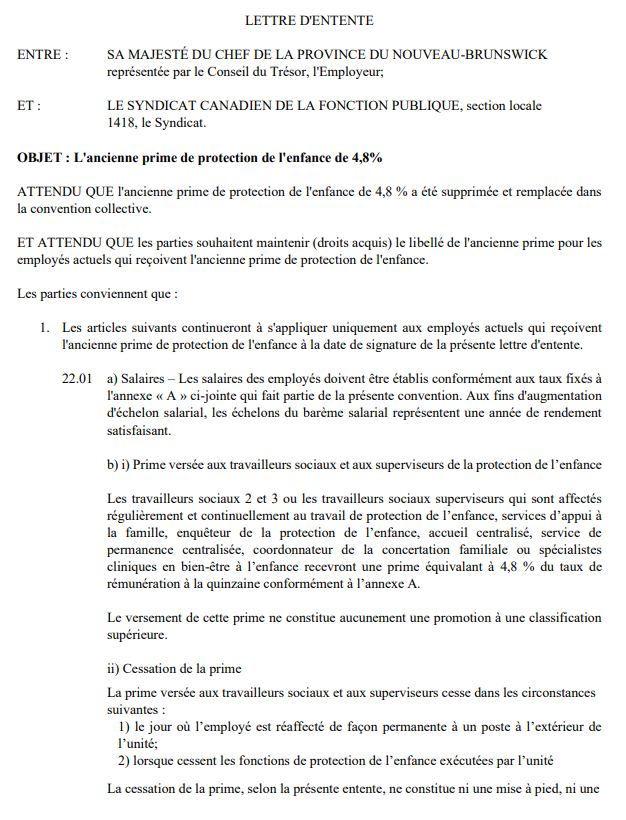 LETTRE D'ENTENTE
ENTRE : SA MAJESTÉ DU CHEF DE LA PROVINCE DU NOUVEAU-BRUNSWICK
représentée par le Conseil du Trésor, l'Employeur;
ET : LE SYNDICAT CANADIEN DE LA FONCTION PUBLIQUE, section locale
1418, le Syndicat.
OBJET : L'ancienne prime de protection de l'enfance de 4,8%
ATTENDU QUE l'ancienne prime de protection de l'enfance de 4,8 % a été supprimée et remplacée dans
la convention collective.
ET ATTENDU QUE les parties souhaitent maintenir (droits acquis) le libellé de l'ancienne prime pour les
employés actuels qui reçoivent l'ancienne prime de protection de l'enfance.
Les parties conviennent que :
1. Les articles suivants continueront à s'appliquer uniquement aux employés actuels qui reçoivent
l'ancienne prime de protection de l'enfance à la date de signature de la présente lettre d'entente.
22.01 a) Salaires – Les salaires des employés doivent être établis conformément aux taux fixés à
l'annexe « A » ci-jointe qui fait partie de la présente convention. Aux fins d'augmentation
d'échelon salarial, les échelons du barème salarial représentent une année de rendement
satisfaisant.
b) i) Prime versée aux travailleurs sociaux et aux superviseurs de la protection de l’enfance
Les travailleurs sociaux 2 et 3 ou les travailleurs sociaux superviseurs qui sont affectés
régulièrement et continuellement au travail de protection de l’enfance, services d’appui à
la famille, enquêteur de la protection de l’enfance, accueil centralisé, service de
permanence centralisée, coordonnateur de la concertation familiale ou spécialistes
cliniques en bien-être à l’enfance recevront une prime équivalant à 4,8 % du taux de
rémunération à la quinzaine conformément à l’annexe A.
Le versement de cette prime ne constitue aucunement une promotion à une classification
supérieure.
ii) Cessation de la prime
La prime versée aux travailleurs sociaux et aux superviseurs cesse dans les circonstances
suivantes :
1) le jour où l’employé est réaffecté de façon permanente à un poste à l’extérieur de
l’unité;
2) lorsque cessent les fonctions de protection de l’enfance exécutées par l’unité
La cessation de la prime, selon la présente entente, ne constitue ni une mise à pied, ni une